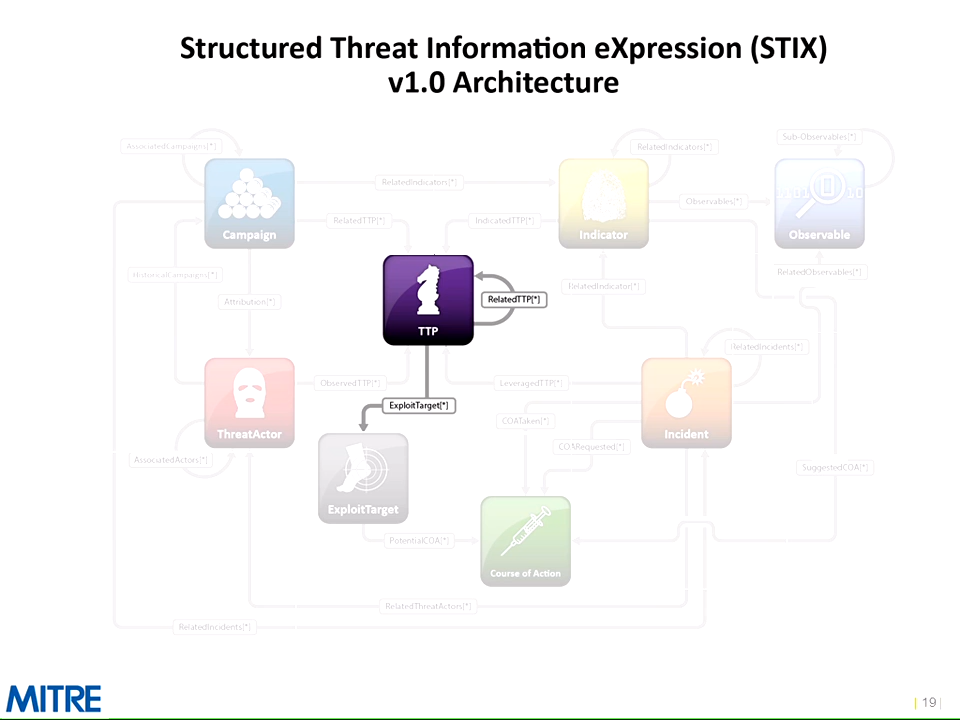 Structured Threat Information eXpression (STIX)
v1.0 Architecture
AssociatedCampaigns[*]
RelatedIndicators[*]
Sub-Observables[*]
RelatedIndicators[*]
Campaign
Indicator
Observables[*]
Observable
RelatedTTP[*]
IndicatedTTP[*]
HistoricalCampaigns[*]
RelatedIndicator[*]
RelatedObservables[*]
Attribution[*]
RelatedTTP[*]
TTP
RelatedIncidents[*]
ObservedTTP[*]
LeveragedTTP[*]
ExploitTarget[*]
COATaken[*]
ThreatActor
Incident
COARequested[*]
AssociatedActors[*]
SuggestedCOA[*]
ExploitTarget
PotentialCOA[*]
Course of Action
RelatedThreatActors[*]
RelatedIncidents[*]
MITRE
| 19 |